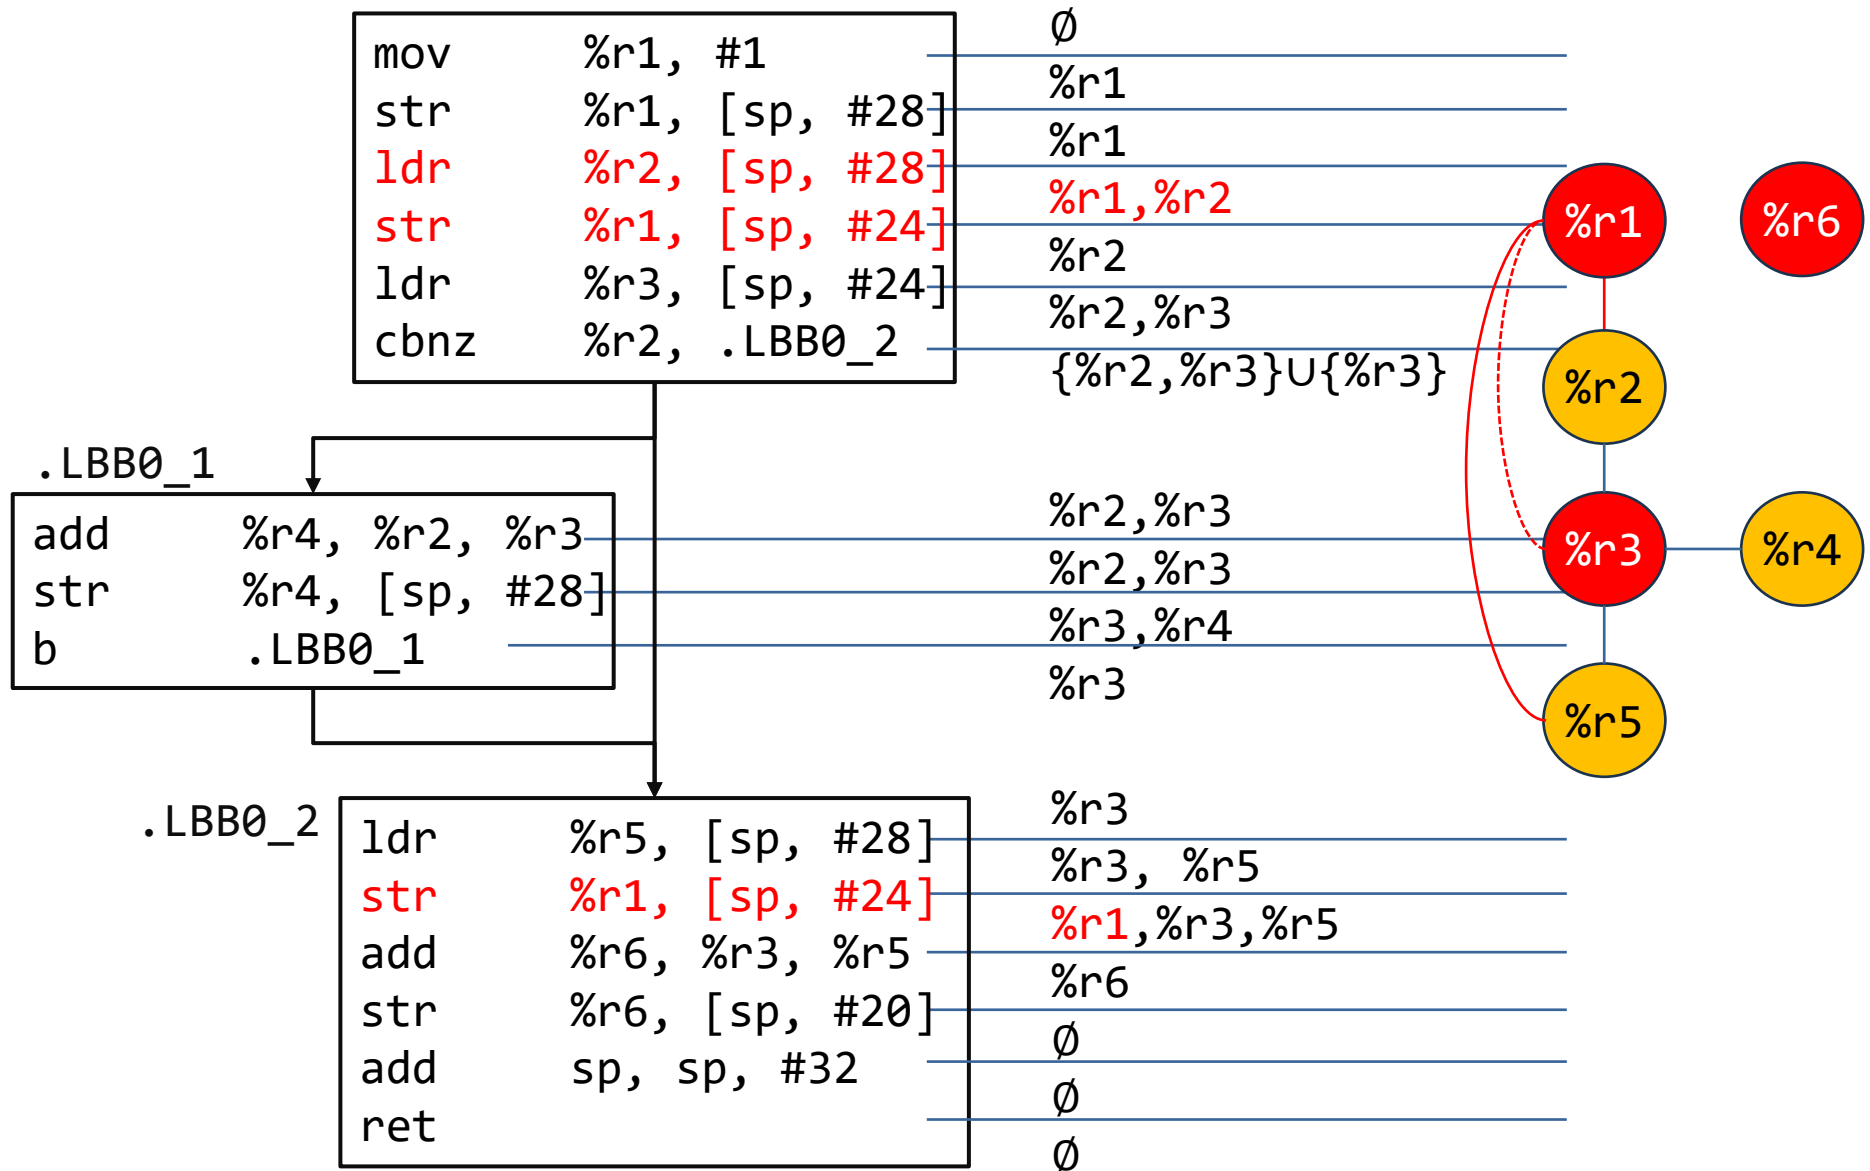 mov %r1, #1
str %r1, [sp, #28]
ldr %r2, [sp, #28]
str %r1, [sp, #24]
ldr %r3, [sp, #24]
cbnz %r2, .LBB0_2
∅
%r1
%r1
%r1,%r2
%r2
%r2,%r3
{%r2,%r3}∪{%r3}
.LBB0_1
add %r4, %r2, %r3
str %r4, [sp, #28]
b .LBB0_1
%r2,%r3
%r2,%r3
%r3,%r4
%r3
.LBB0_2
ldr %r5, [sp, #28]
str %r1, [sp, #24]
add %r6, %r3, %r5
str %r6, [sp, #20]
add sp, sp, #32
ret
%r3
%r3, %r5
%r1,%r3,%r5
%r6
∅
∅
∅
%r1
%r6
%r2
%r3
%r4
%r5